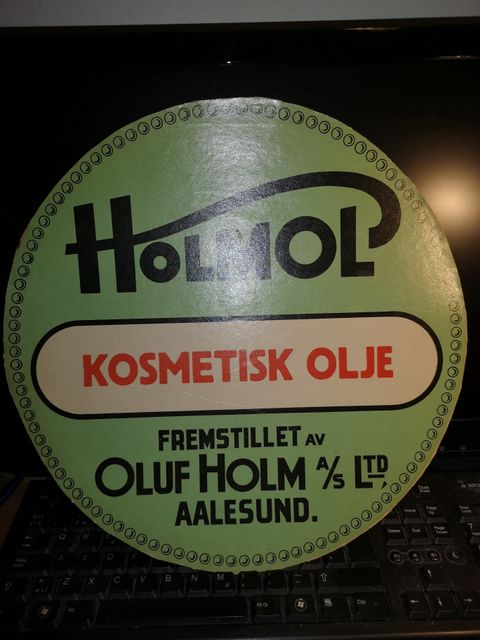 HOLMOL
KOSMETISK OLJE
FREMSTILLET AV
OLUF HOLM A/S LTD.
AALESUND.